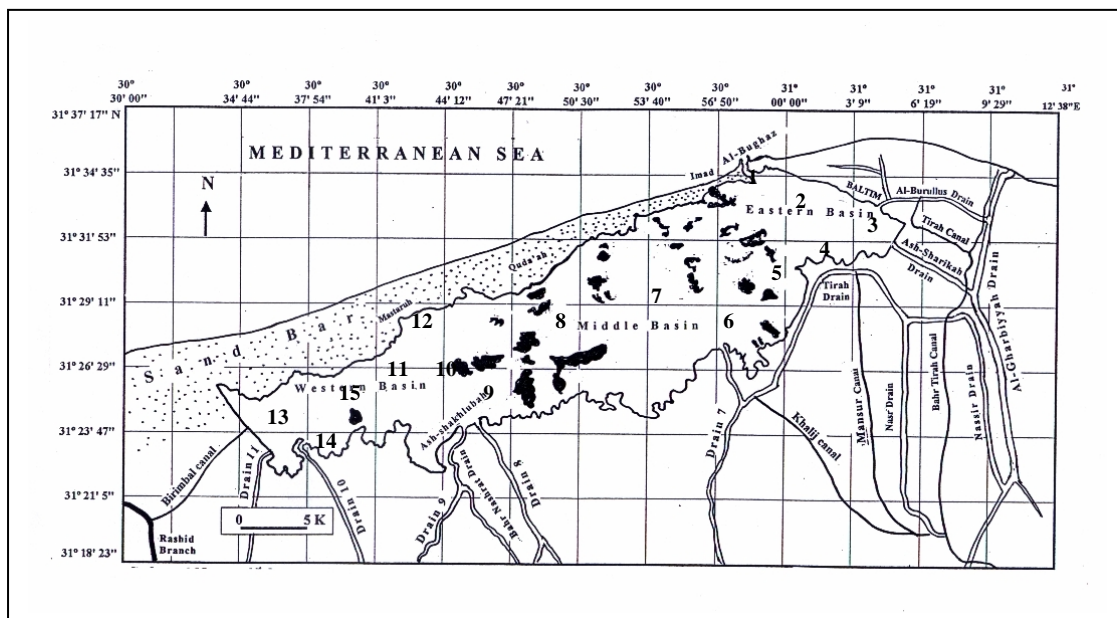 30° 30° 30° 30° 30° 30° 30° 30° 30° 30° 31° 31° 31° 31° 31°
30' 00" 34' 44" 37' 54" 41' 3" 44' 12" 47' 21" 50' 30" 53' 40" 56' 50" 00' 00" 3' 9" 6' 19" 9' 29" 12' 38"E
31° 37' 17" N
MEDITERRANEAN SEA
Al-Bughaz
Imad
31° 34' 35"
N
BALTIM
Al-Burullus Drain
2
Eastern Basin
3
Tirah Canal
31° 31' 53"
4
Ash-Sharikah
Drain
Quda'ah
5
Tirah
Drain
31° 29' 11"
7
Mastaruh
12
8
Middle Basin
6
Sand Bar
31° 26' 29"
11
10
Western Basin
9
15
13
Ash-shakhlubah
31° 23' 47"
14
Birimbal canal
Drain 11
Drain 10
Drain 9
Bahr Nashrat Drain
Drain 8
Drain 7
Khalij canal
Mansur Canal
Nasr Drain
Bahr Tirah Canal
Nassir Drain
Al-Gharbiyyah Drain
31° 21' 5"
0 5 K
Rashid
Branch
31° 18' 23"